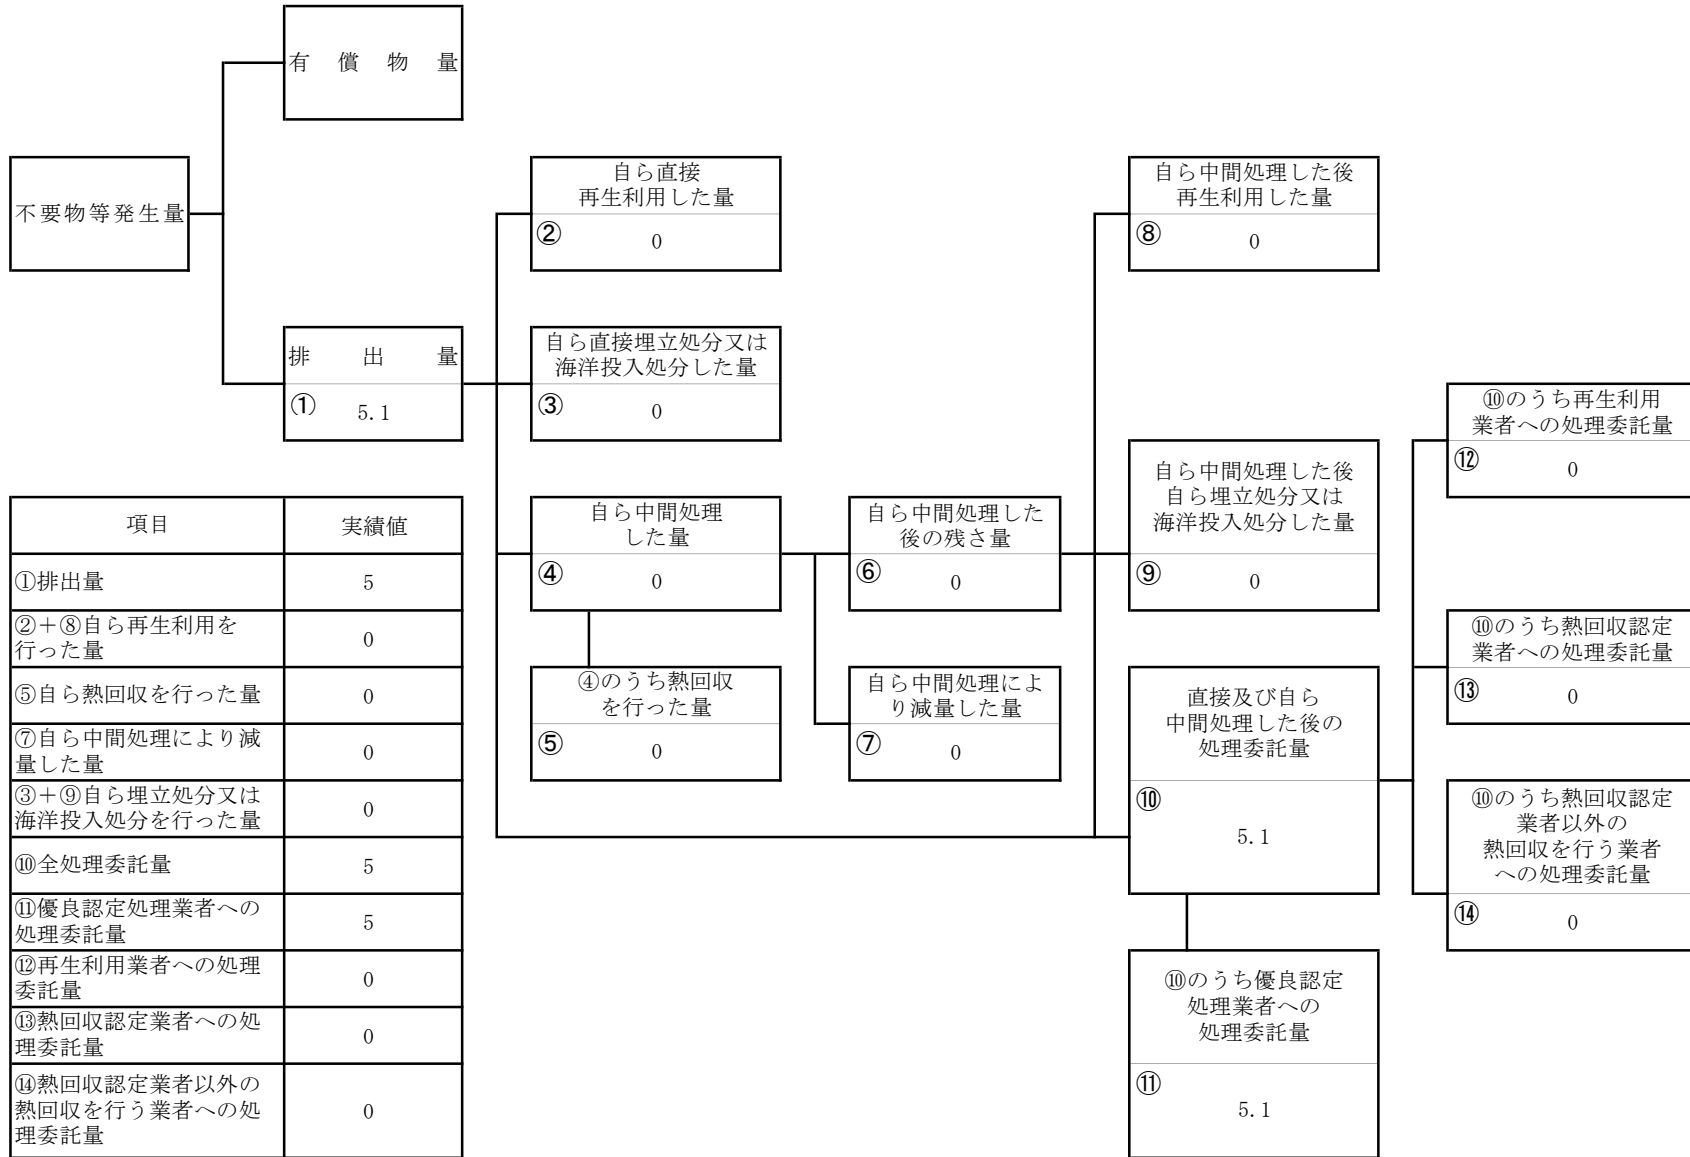 有償物量
不要物等発生量
排出量
① 5.1
自ら直接
再生利用した量
② 0
自ら直接埋立処分又は
海洋投入処分した量
③ 0
自ら中間処理
した量
④ 0
④のうち熱回収
を行った量
⑤ 0
自ら中間処理した
後の残さ量
⑥ 0
自ら中間処理によ
り減量した量
⑦ 0
自ら中間処理した後
再生利用した量
⑧ 0
自ら中間処理した後
自ら埋立処分又は
海洋投入処分した量
⑨ 0
直接及び自ら
中間処理した後の
処理委託量
⑩
5.1
⑩のうち優良認定
処理業者への
処理委託量
⑪
5.1
⑩のうち再生利用
業者への処理委託量
⑫ 0
⑩のうち熱回収認定
業者への処理委託量
⑬ 0
⑩のうち熱回収認定
業者以外の
熱回収を行う業者
への処理委託量
⑭ 0
項目 実績値
①排出量 5
②+⑧自ら再生利用を
行った量 0
⑤自ら熱回収を行った量 0
⑦自ら中間処理により減
量した量 0
③+⑨自ら埋立処分又は
海洋投入処分を行った量 0
⑩全処理委託量 5
⑪優良認定処理業者への
処理委託量 5
⑫再生利用業者への処理
委託量 0
⑬熱回収認定業者への処
理委託量 0
⑭熱回収認定業者以外の
熱回収を行う業者への処
理委託量 0